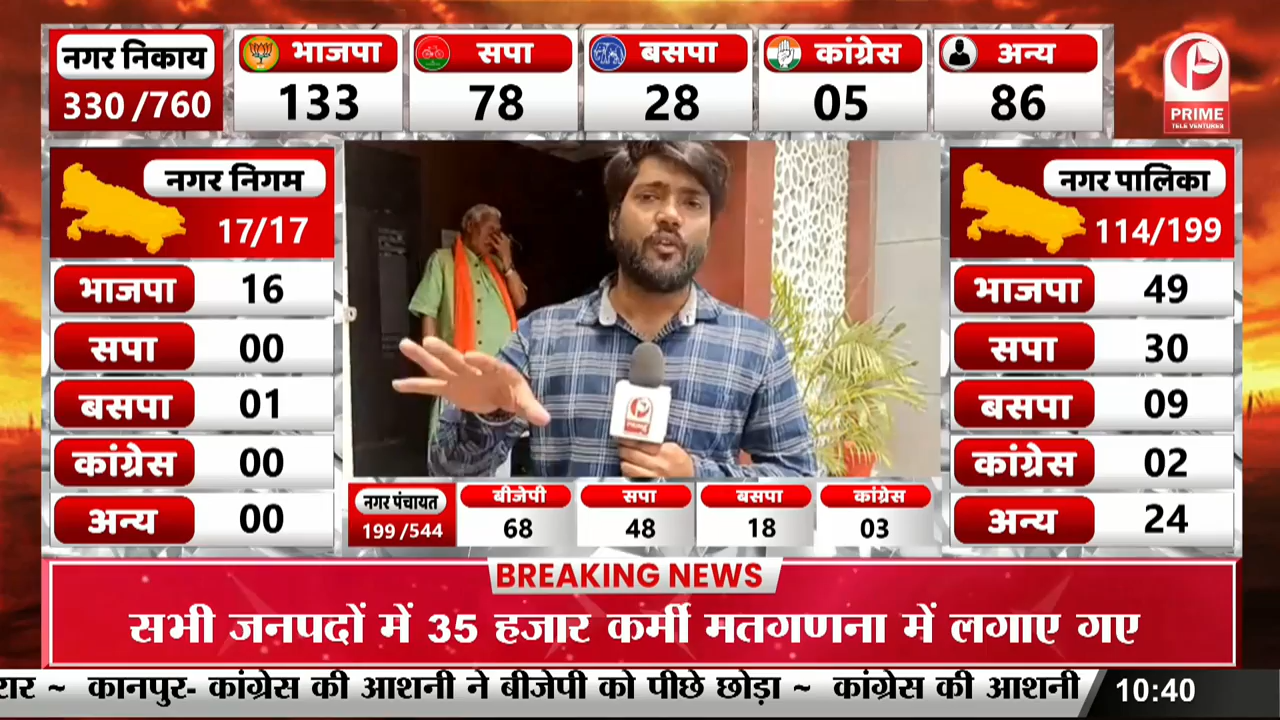 नगर निकाय
330 /760
भाजपा
133
सपा
78
बसपा
28
कांग्रेस
05
अन्य
86
PRIME
TELE VENTURES
नगर निगम
17/17
भाजपा 16
सपा 00
बसपा 01
कांग्रेस 00
अन्य 00
नगर पालिका
114/199
भाजपा 49
सपा 30
बसपा 09
कांग्रेस 02
अन्य 24
PRIME
नगर पंचायत
199 /544
बीजेपी
68
सपा
48
बसपा
18
कांग्रेस
03
BREAKING NEWS
सभी जनपदों में 35 हजार कर्मी मतगणना में लगाए गए
रार ~ कानपुर- कांग्रेस की आशनी ने बीजेपी को पीछे छोड़ा ~ कांग्रेस की आशनी
10:40